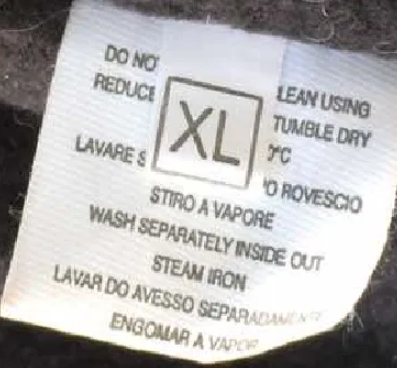 DO NO
REDUCE LEAN USING
TUMBLE DRY
XL
LAVARE S °C
O ROVESCIO
STIRO A VAPORE
WASH SEPARATELY INSIDE OUT
STEAM IRON
LAVAR DO AVESSO SEPARADAMENTE
ENGOMAR A VAPOR